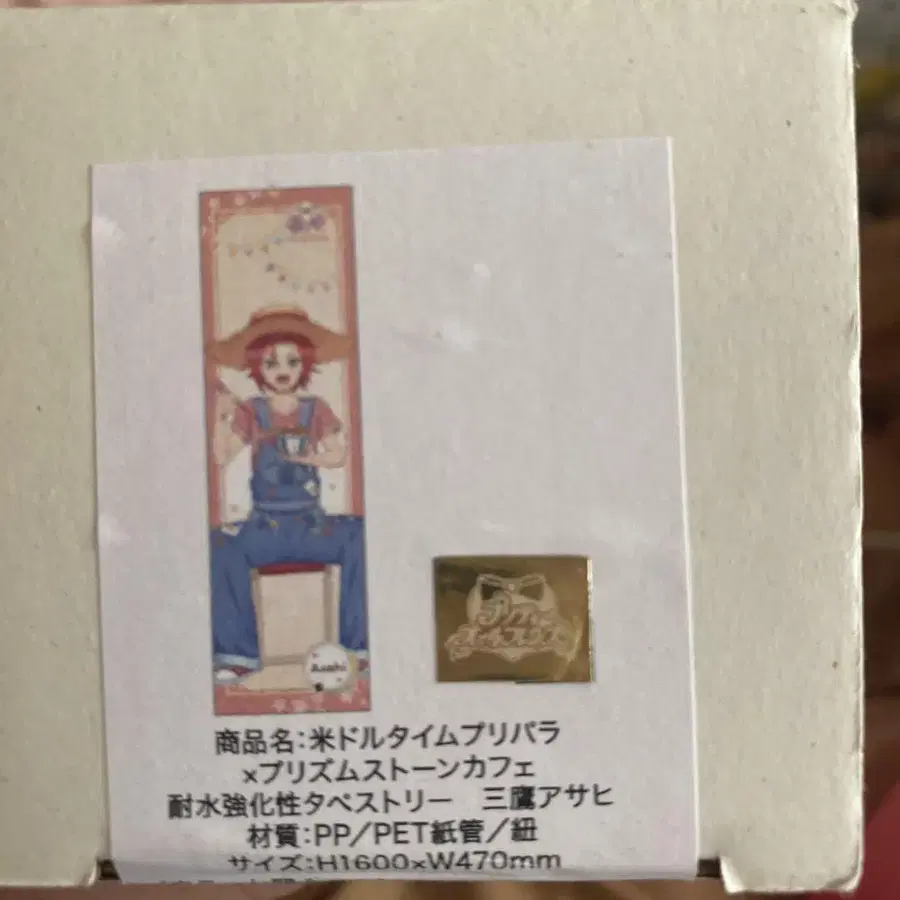 Asahi
商品名：米ドルタイムプリパラ
×プリズムストーンカフェ
耐水強化性タペストリー　三鷹アサヒ
材質：PP／PET紙管／紐
サイズ：H1600×W470mm